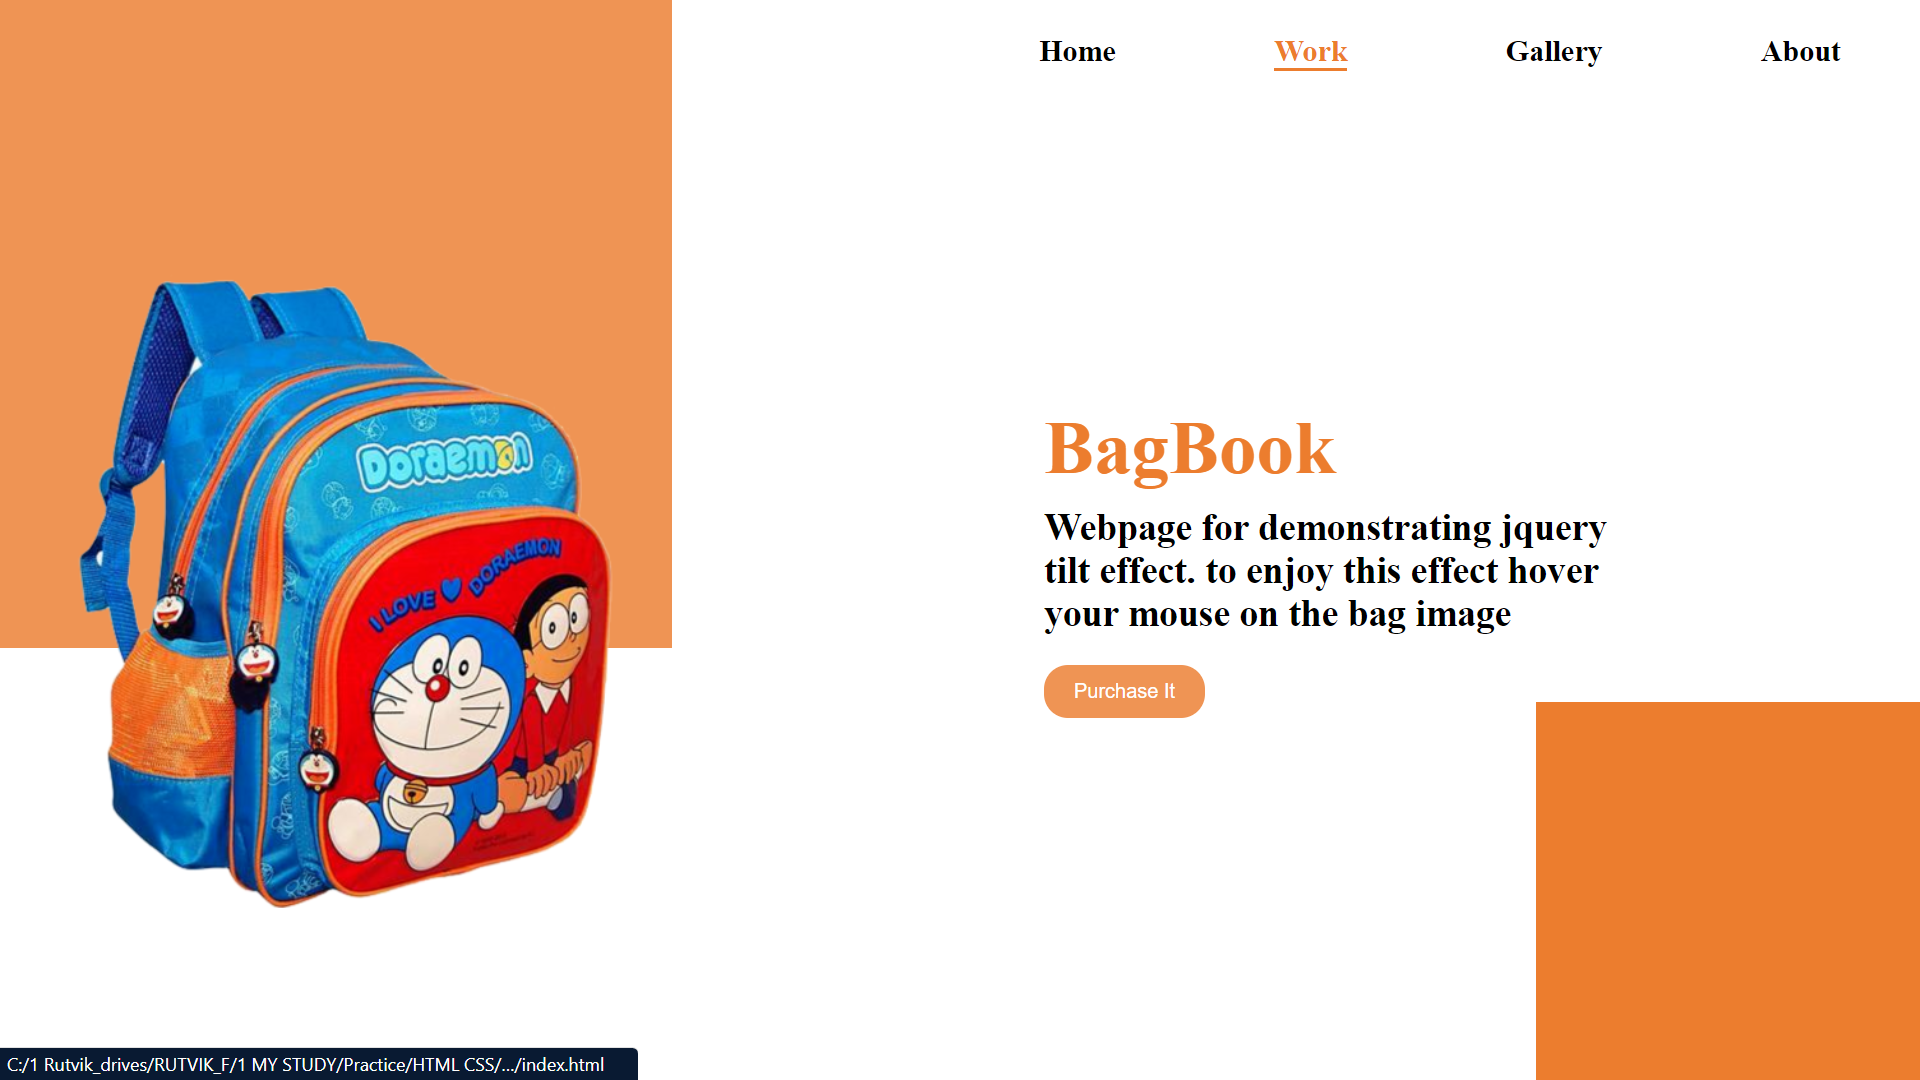 Home
Work
Gallery
About
Doraemon
I LOVE DORAEMON
BagBook
Webpage for demonstrating jquery
tilt effect. to enjoy this effect hover
your mouse on the bag image
Purchase It
C:/1 Rutvik_drives/RUTVIK_F/1 MY STUDY/Practice/HTML CSS/.../index.html